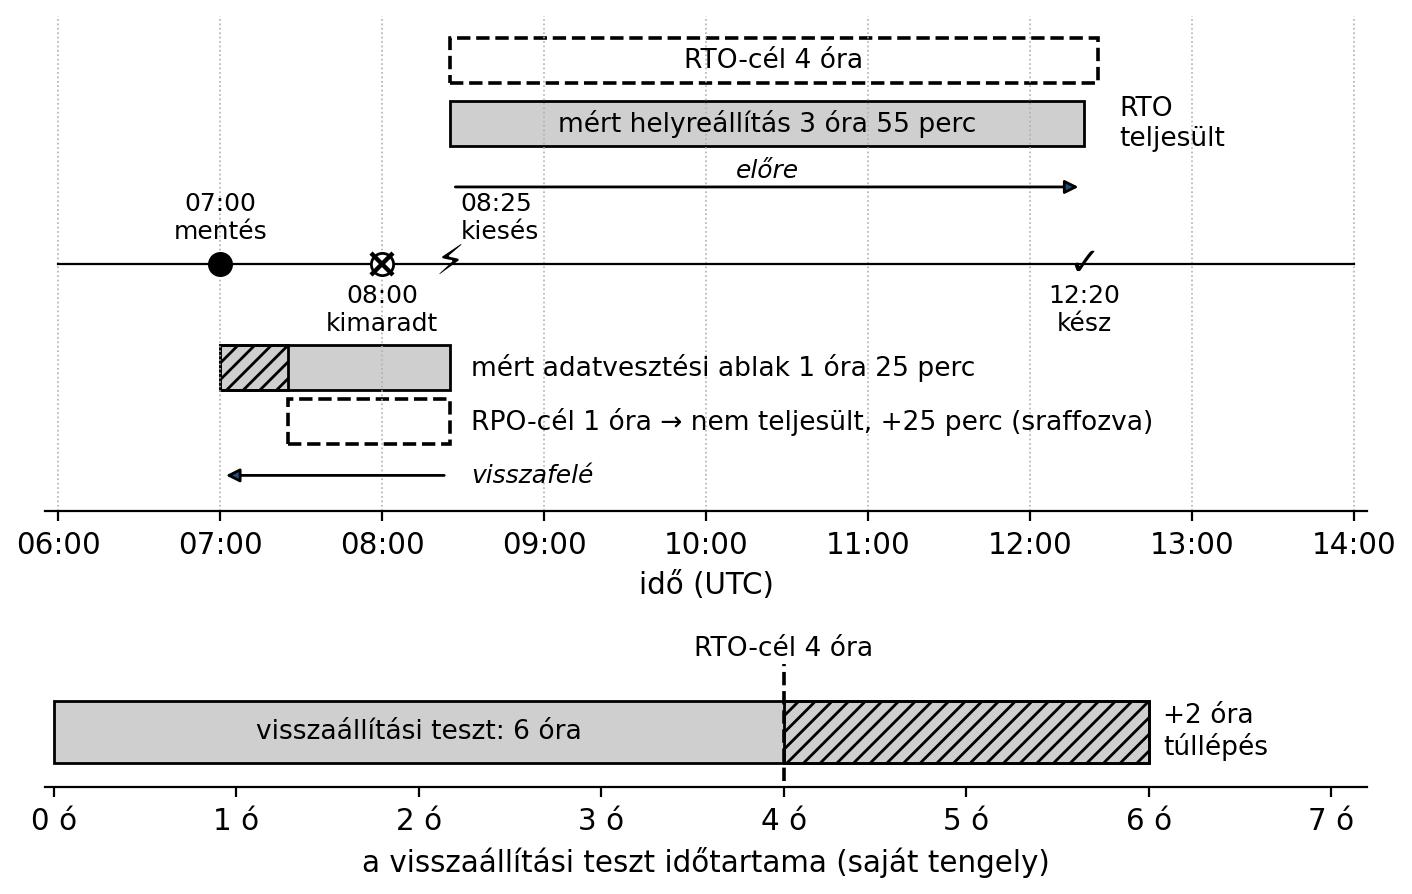 RTO-cél 4 óra
mért helyreállítás 3 óra 55 perc
RTO
teljesült
előre
07:00
mentés
08:25
kiesés
08:00
kimaradt
12:20
kész
mért adatvesztési ablak 1 óra 25 perc
RPO-cél 1 óra → nem teljesült, +25 perc (sraffozva)
visszafelé
06:00 07:00 08:00 09:00 10:00 11:00 12:00 13:00 14:00
idő (UTC)
RTO-cél 4 óra
visszaállítási teszt: 6 óra
+2 óra
túllépés
0 ó 1 ó 2 ó 3 ó 4 ó 5 ó 6 ó 7 ó
a visszaállítási teszt időtartama (saját tengely)